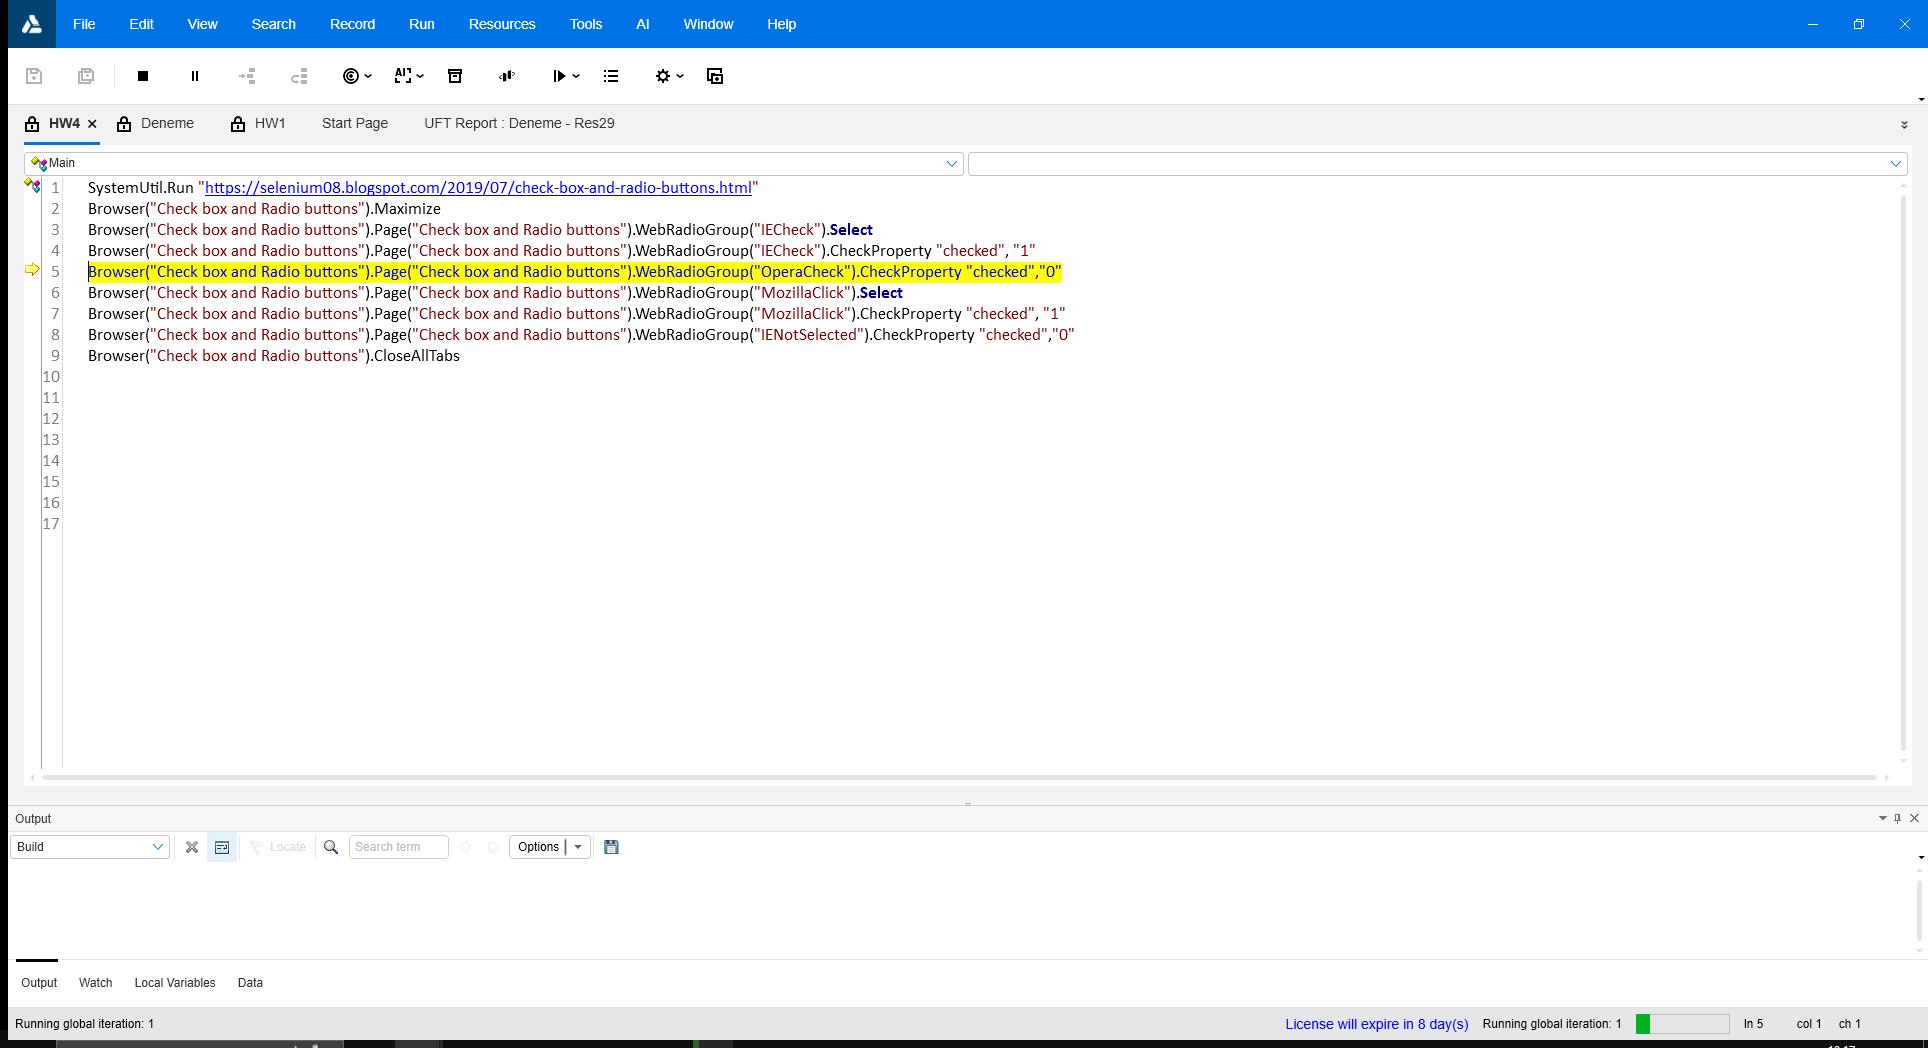 File Edit View Search Record Run Resources Tools AI Window Help
HW4 Deneme HW1 Start Page UFT Report : Deneme - Res29
Main
1 SystemUtil.Run "https://selenium08.blogspot.com/2019/07/check-box-and-radio-buttons.html"
2 Browser("Check box and Radio buttons").Maximize
3 Browser("Check box and Radio buttons").Page("Check box and Radio buttons").WebRadioGroup("IECheck").Select
4 Browser("Check box and Radio buttons").Page("Check box and Radio buttons").WebRadioGroup("IECheck").CheckProperty "checked", "1"
5 Browser("Check box and Radio buttons").Page("Check box and Radio buttons").WebRadioGroup("OperaCheck").CheckProperty "checked","0"
6 Browser("Check box and Radio buttons").Page("Check box and Radio buttons").WebRadioGroup("MozillaClick").Select
7 Browser("Check box and Radio buttons").Page("Check box and Radio buttons").WebRadioGroup("MozillaClick").CheckProperty "checked", "1"
8 Browser("Check box and Radio buttons").Page("Check box and Radio buttons").WebRadioGroup("IENotSelected").CheckProperty "checked","0"
9 Browser("Check box and Radio buttons").CloseAllTabs
10
11
12
13
14
15
16
17
Output
Build Locate Search term Options
Output Watch Local Variables Data
Running global iteration: 1 License will expire in 8 day(s) Running global iteration: 1 ln 5 col 1 ch 1